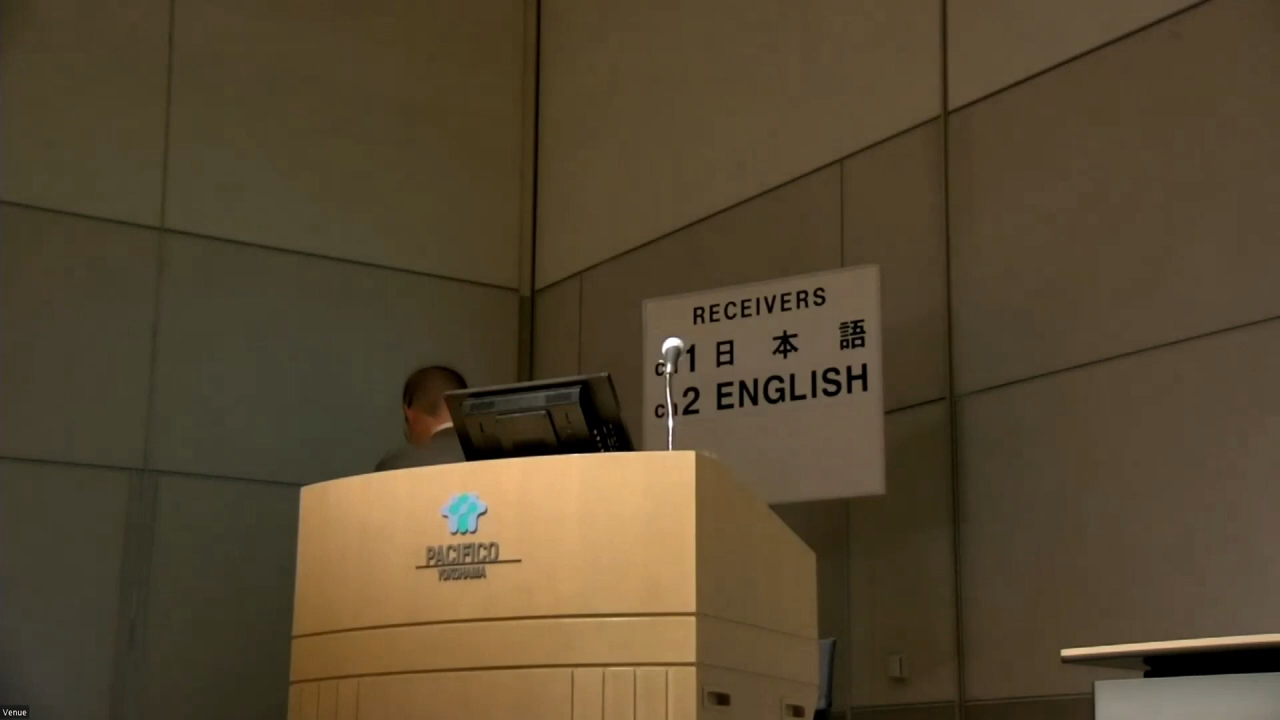 RECEIVERS
ch1 日本語
ch2 ENGLISH
PACIFICO
YOKOHAMA
Venue